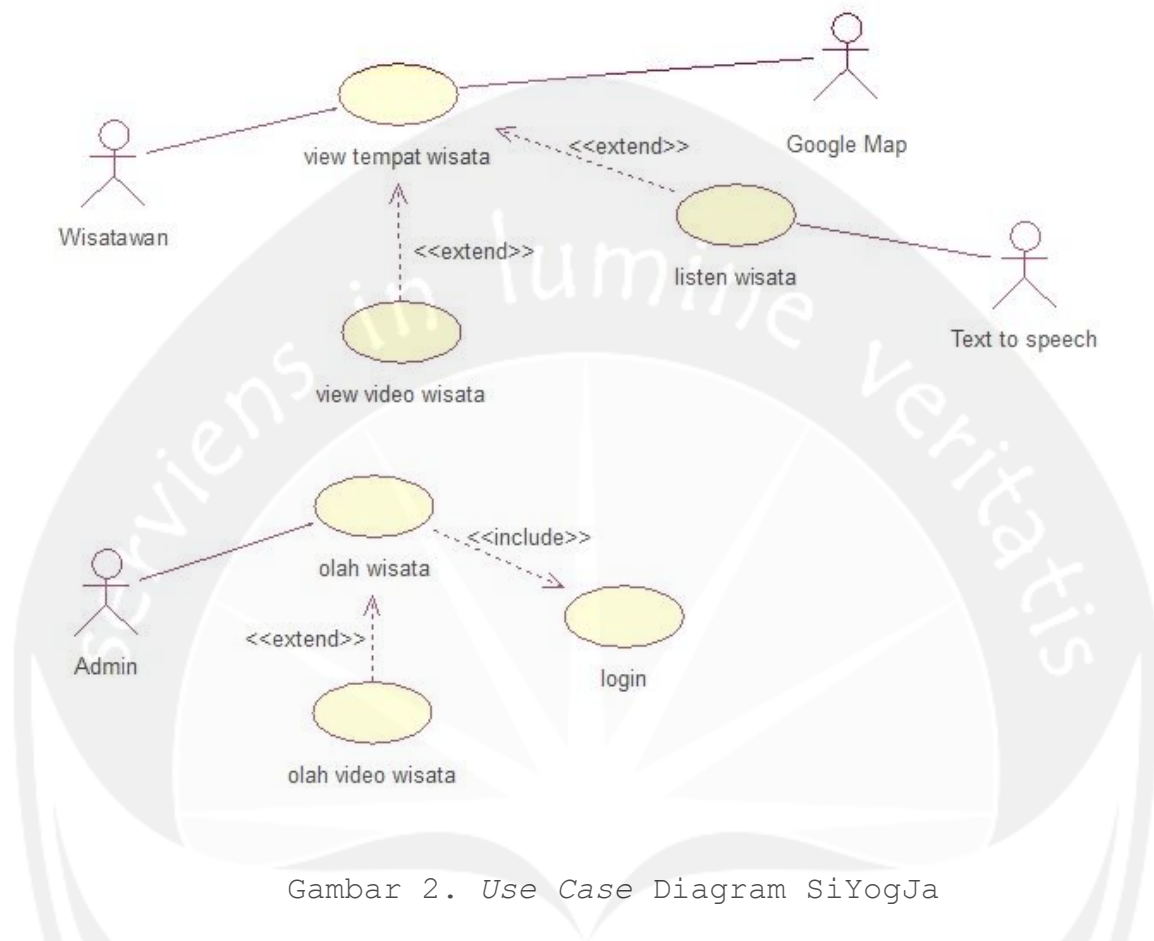 Google Map
view tempat wisata
<<extend>>
Wisatawan
<<extend>>
listen wisata
Text to speech
view video wisata
<<include>>
olah wisata
<<extend>>
Admin
login
olah video wisata
serviens in lumine veritatis
Gambar 2. Use Case Diagram SiYogJa